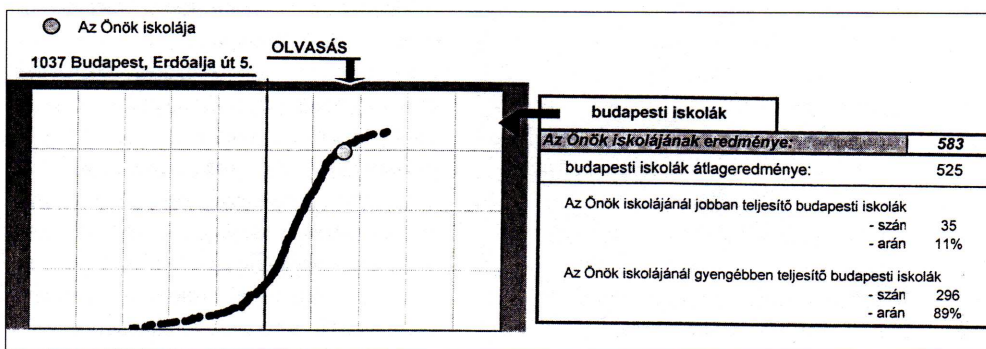 Az Önök iskolája
OLVASÁS
1037 Budapest, Erdőalja út 5.
budapesti iskolák
Az Önök iskolájának eredménye: 583
budapesti iskolák átlageredménye: 525
Az Önök iskolájánál jobban teljesítő budapesti iskolák
- szán 35
- arán 11%
Az Önök iskolájánál gyengébben teljesítő budapesti iskolák
- szán 296
- arán 89%